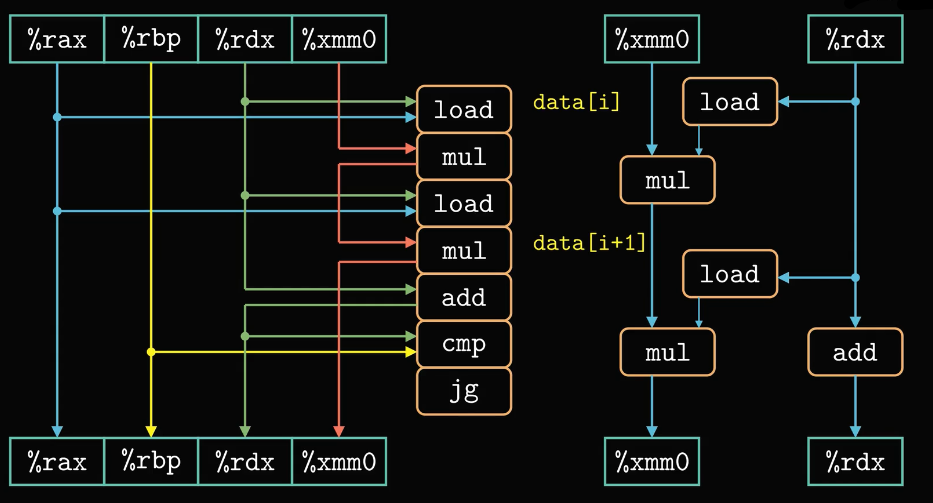 %rax %rbp %rdx %xmm0 %xmm0 %rdx
load data[i] load
mul
mul
load
mul data[i+1]
load
add
cmp mul add
jg
%rax %rbp %rdx %xmm0 %xmm0 %rdx